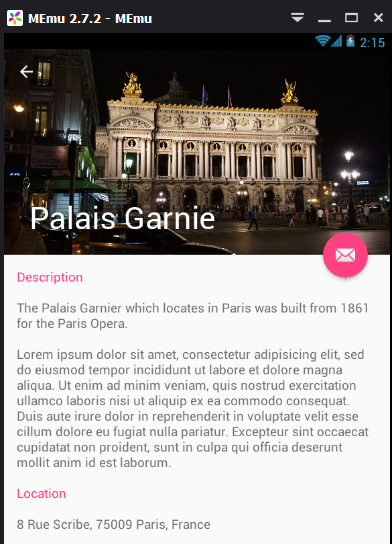 MEmu 2.7.2 - MEmu
2:15
Palais Garnie
Description
The Palais Garnier which locates in Paris was built from 1861
for the Paris Opera.
Lorem ipsum dolor sit amet, consectetur adipisicing elit, sed
do eiusmod tempor incididunt ut labore et dolore magna
aliqua. Ut enim ad minim veniam, quis nostrud exercitation
ullamco laboris nisi ut aliquip ex ea commodo consequat.
Duis aute irure dolor in reprehenderit in voluptate velit esse
cillum dolore eu fugiat nulla pariatur. Excepteur sint occaecat
cupidatat non proident, sunt in culpa qui officia deserunt
mollit anim id est laborum.
Location
8 Rue Scribe, 75009 Paris, France